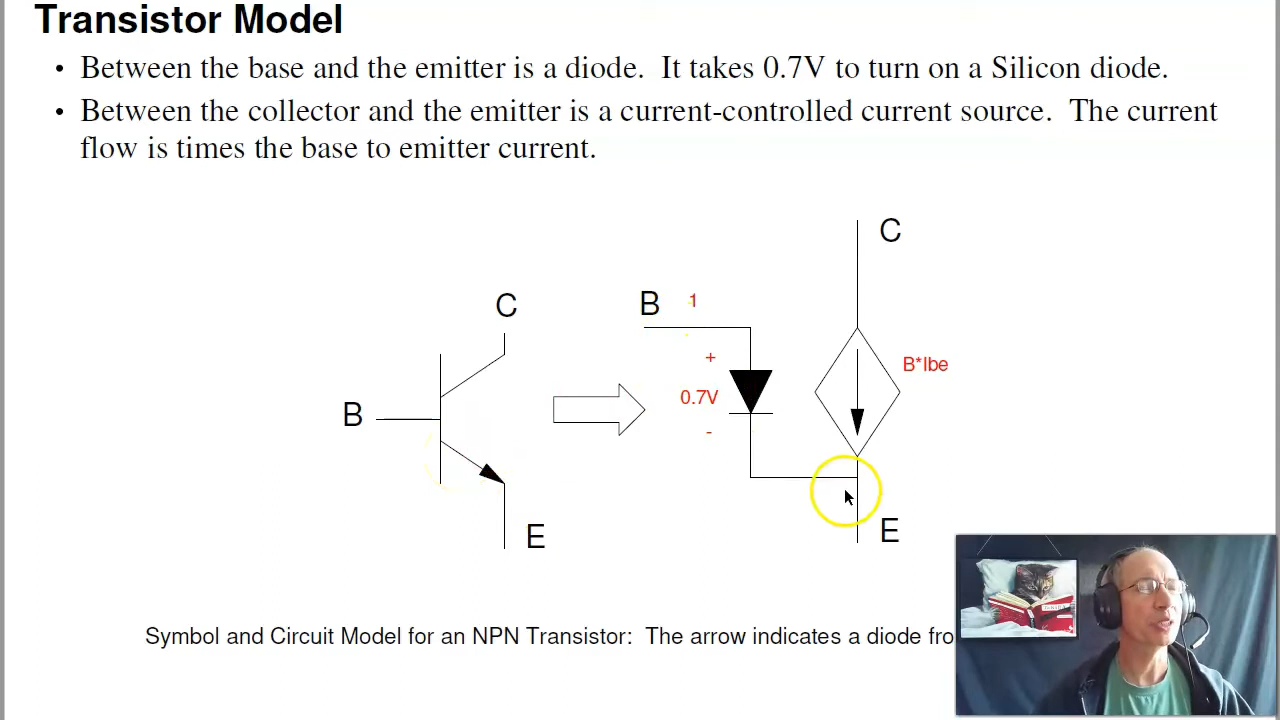 Transistor Model
• Between the base and the emitter is a diode. It takes 0.7V to turn on a Silicon diode.
• Between the collector and the emitter is a current-controlled current source. The current
flow is times the base to emitter current.
C
B
E
B
1
+
0.7V
-
C
B*Ibe
E
Symbol and Circuit Model for an NPN Transistor: The arrow indicates a diode